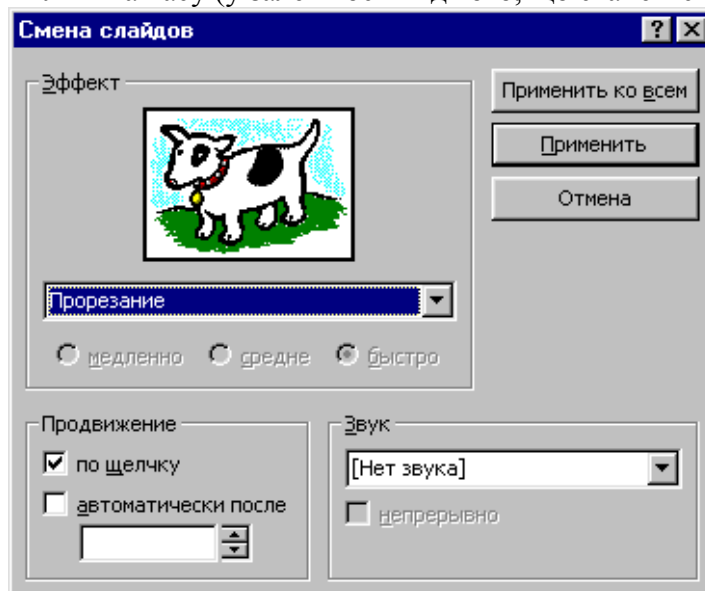 Смена слайдов
Эффект
Применить ко всем
Применить
Отмена
Прорезание
медленно средне быстро
Продвижение
по щелчку
автоматически после
Звук
[Нет звука]
непрерывно